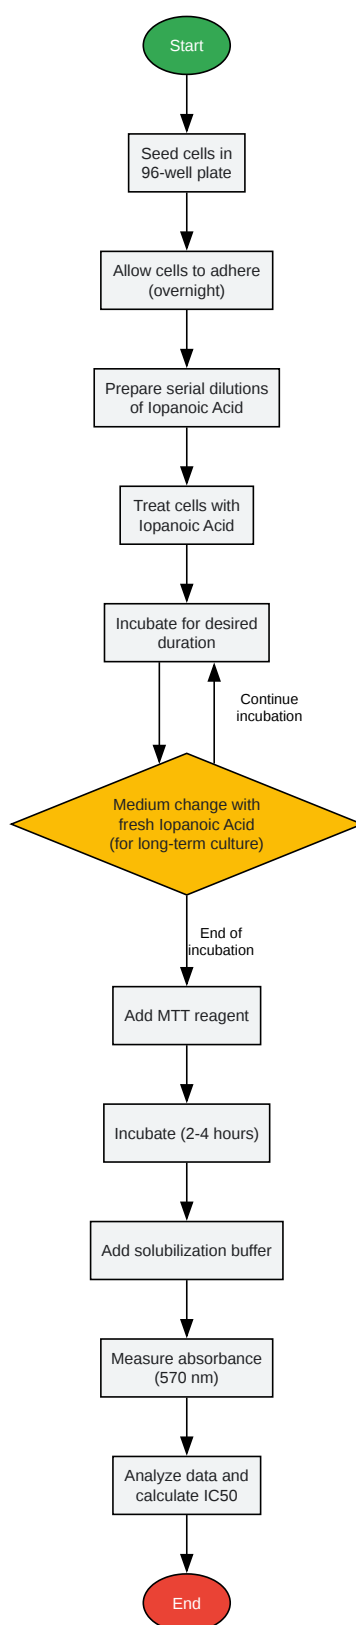 Start
Seed cells in
96-well plate
Allow cells to adhere
(overnight)
Prepare serial dilutions
of Iopanoic Acid
Treat cells with
Iopanoic Acid
Incubate for desired
duration
Continue
incubation
Medium change with
fresh Iopanoic Acid
(for long-term culture)
End of
incubation
Add MTT reagent
Incubate (2-4 hours)
Add solubilization buffer
Measure absorbance
(570 nm)
Analyze data and
calculate IC50
End